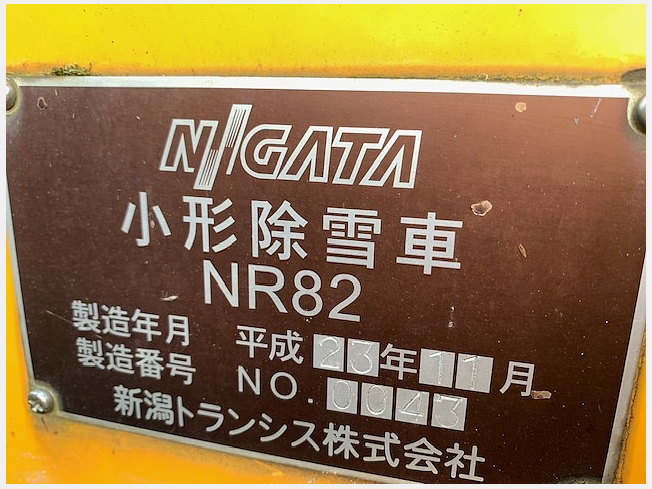 NIIGATA
小形除雪車
NR82
製造年月 平成23年11月
製造番号 NO.0043
新潟トランシス株式会社